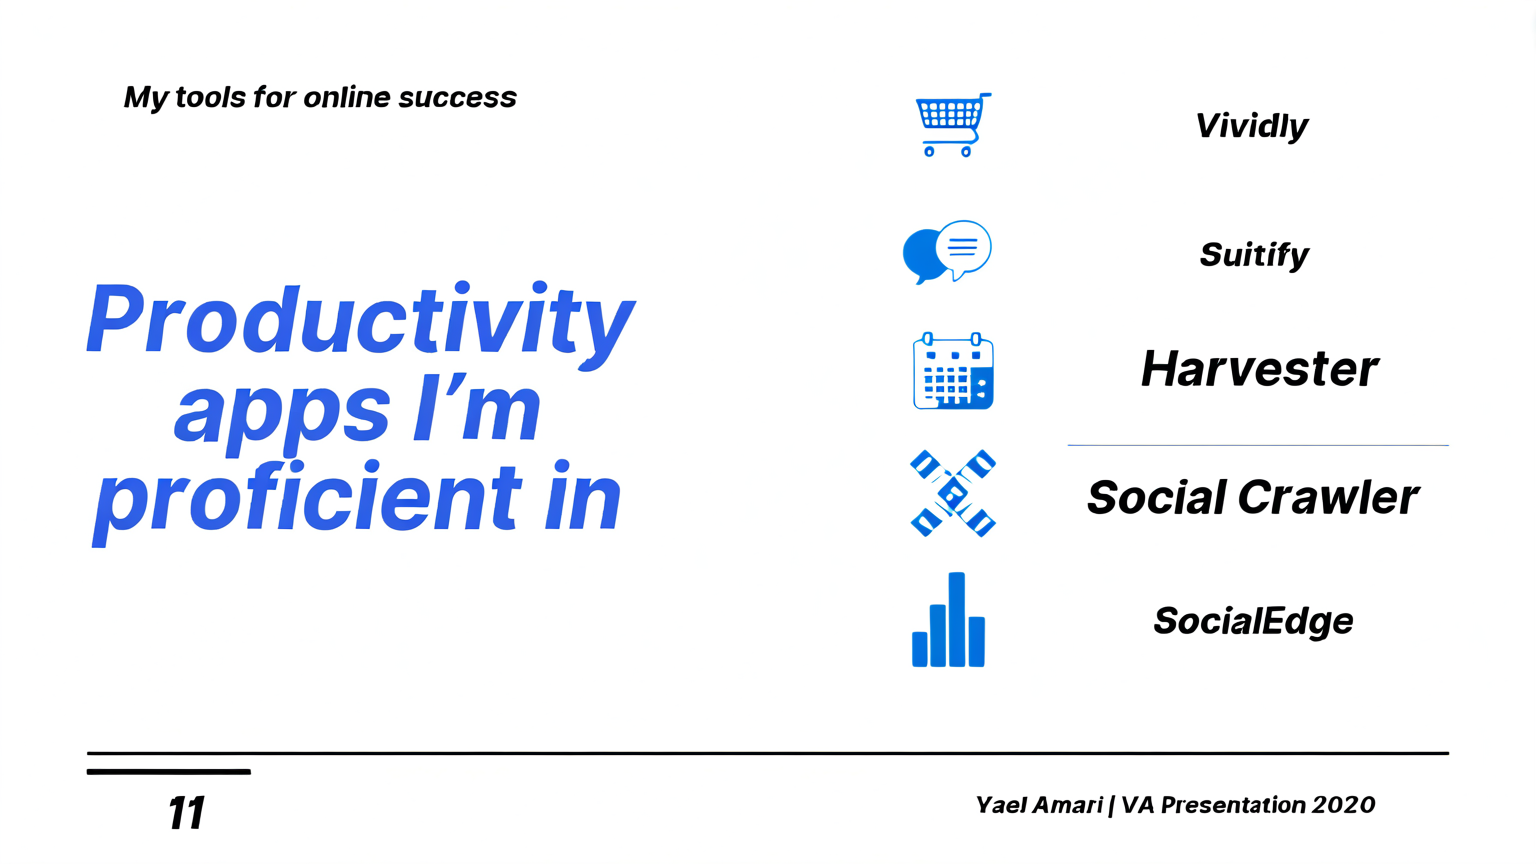 My tools for online success
Productivity
apps I’m
proficient in
Vividly
Suitify
Harvester
Social Crawler
SocialEdge
11
Yael Amari | VA Presentation 2020